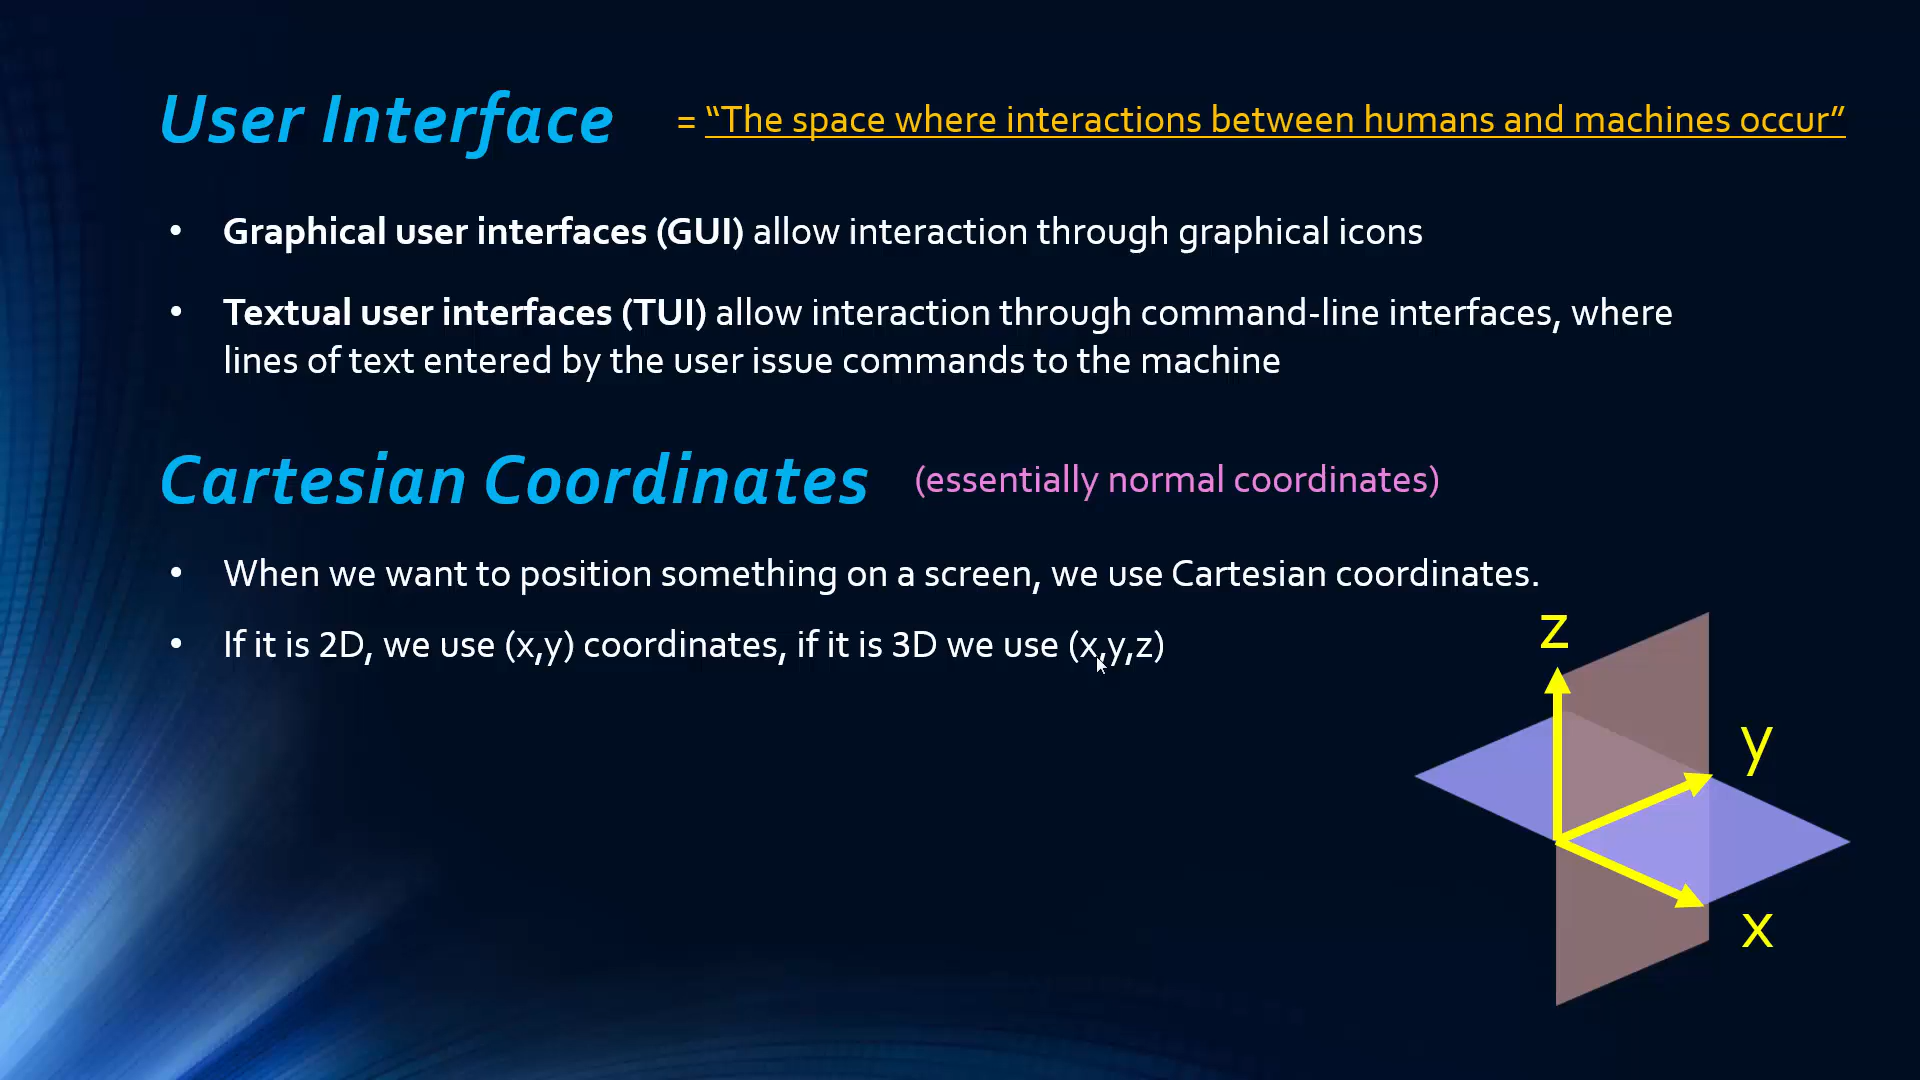 User Interface = “The space where interactions between humans and machines occur”
• Graphical user interfaces (GUI) allow interaction through graphical icons
• Textual user interfaces (TUI) allow interaction through command-line interfaces, where
lines of text entered by the user issue commands to the machine
Cartesian Coordinates (essentially normal coordinates)
• When we want to position something on a screen, we use Cartesian coordinates.
• If it is 2D, we use (x,y) coordinates, if it is 3D we use (x,y,z)
z
y
x